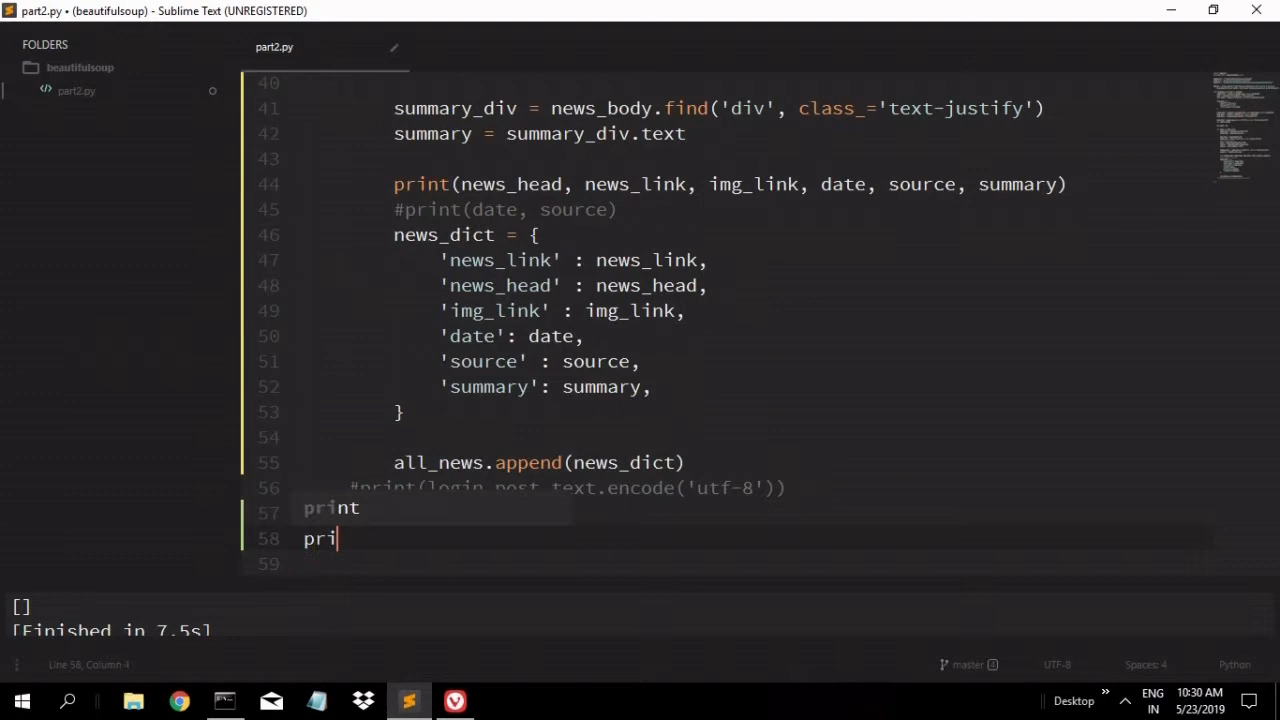 part2.py • (beautifulsoup) - Sublime Text (UNREGISTERED)
FOLDERS
beautifulsoup
part2.py
part2.py
40
41 summary_div = news_body.find('div', class_='text-justify')
42 summary = summary_div.text
43
44 print(news_head, news_link, img_link, date, source, summary)
45 #print(date, source)
46 news_dict = {
47 'news_link' : news_link,
48 'news_head' : news_head,
49 'img_link' : img_link,
50 'date': date,
51 'source' : source,
52 'summary': summary,
53 }
54
55 all_news.append(news_dict)
56 #print(login_post.text.encode('utf-8'))
print
57
58 pri
59
[]
[Finished in 7.5s]
Line 58, Column 4
master 4
UTF-8
Spaces: 4
Python
Desktop
ENG
IN
10:30 AM
5/23/2019